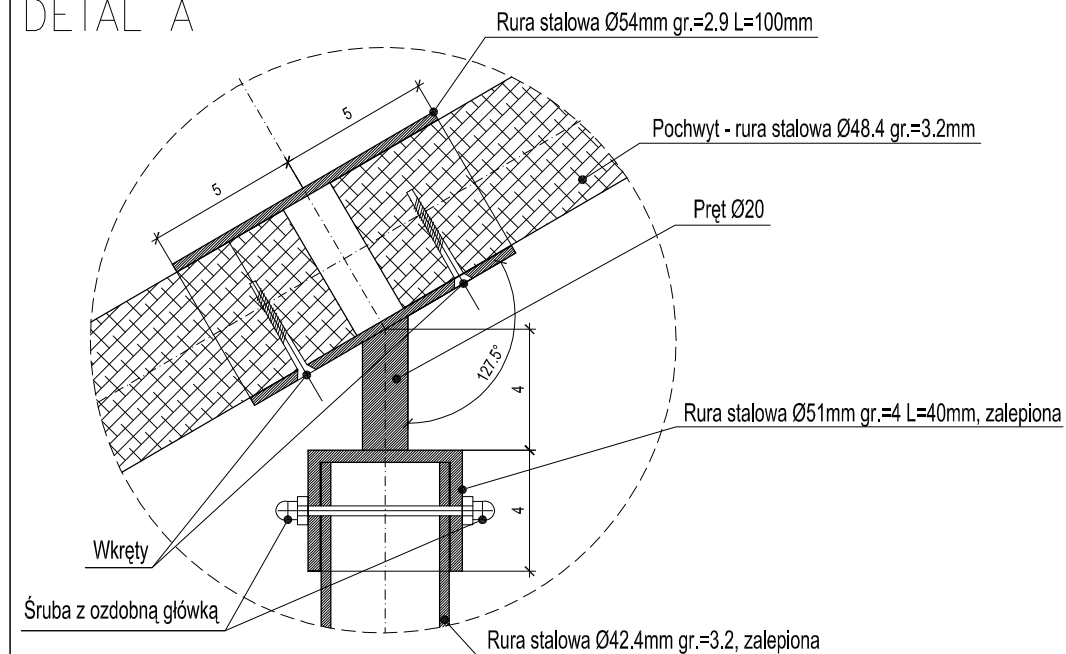 DETAL A
Rura stalowa Ø54mm gr.=2.9 L=100mm
5
Pochwyt - rura stalowa Ø48.4 gr.=3.2mm
5
Pręt Ø20
127.5°
4
Rura stalowa Ø51mm gr.=4 L=40mm, zalepiona
4
Wkręty
Śruba z ozdobną główką
Rura stalowa Ø42.4mm gr.=3.2, zalepiona